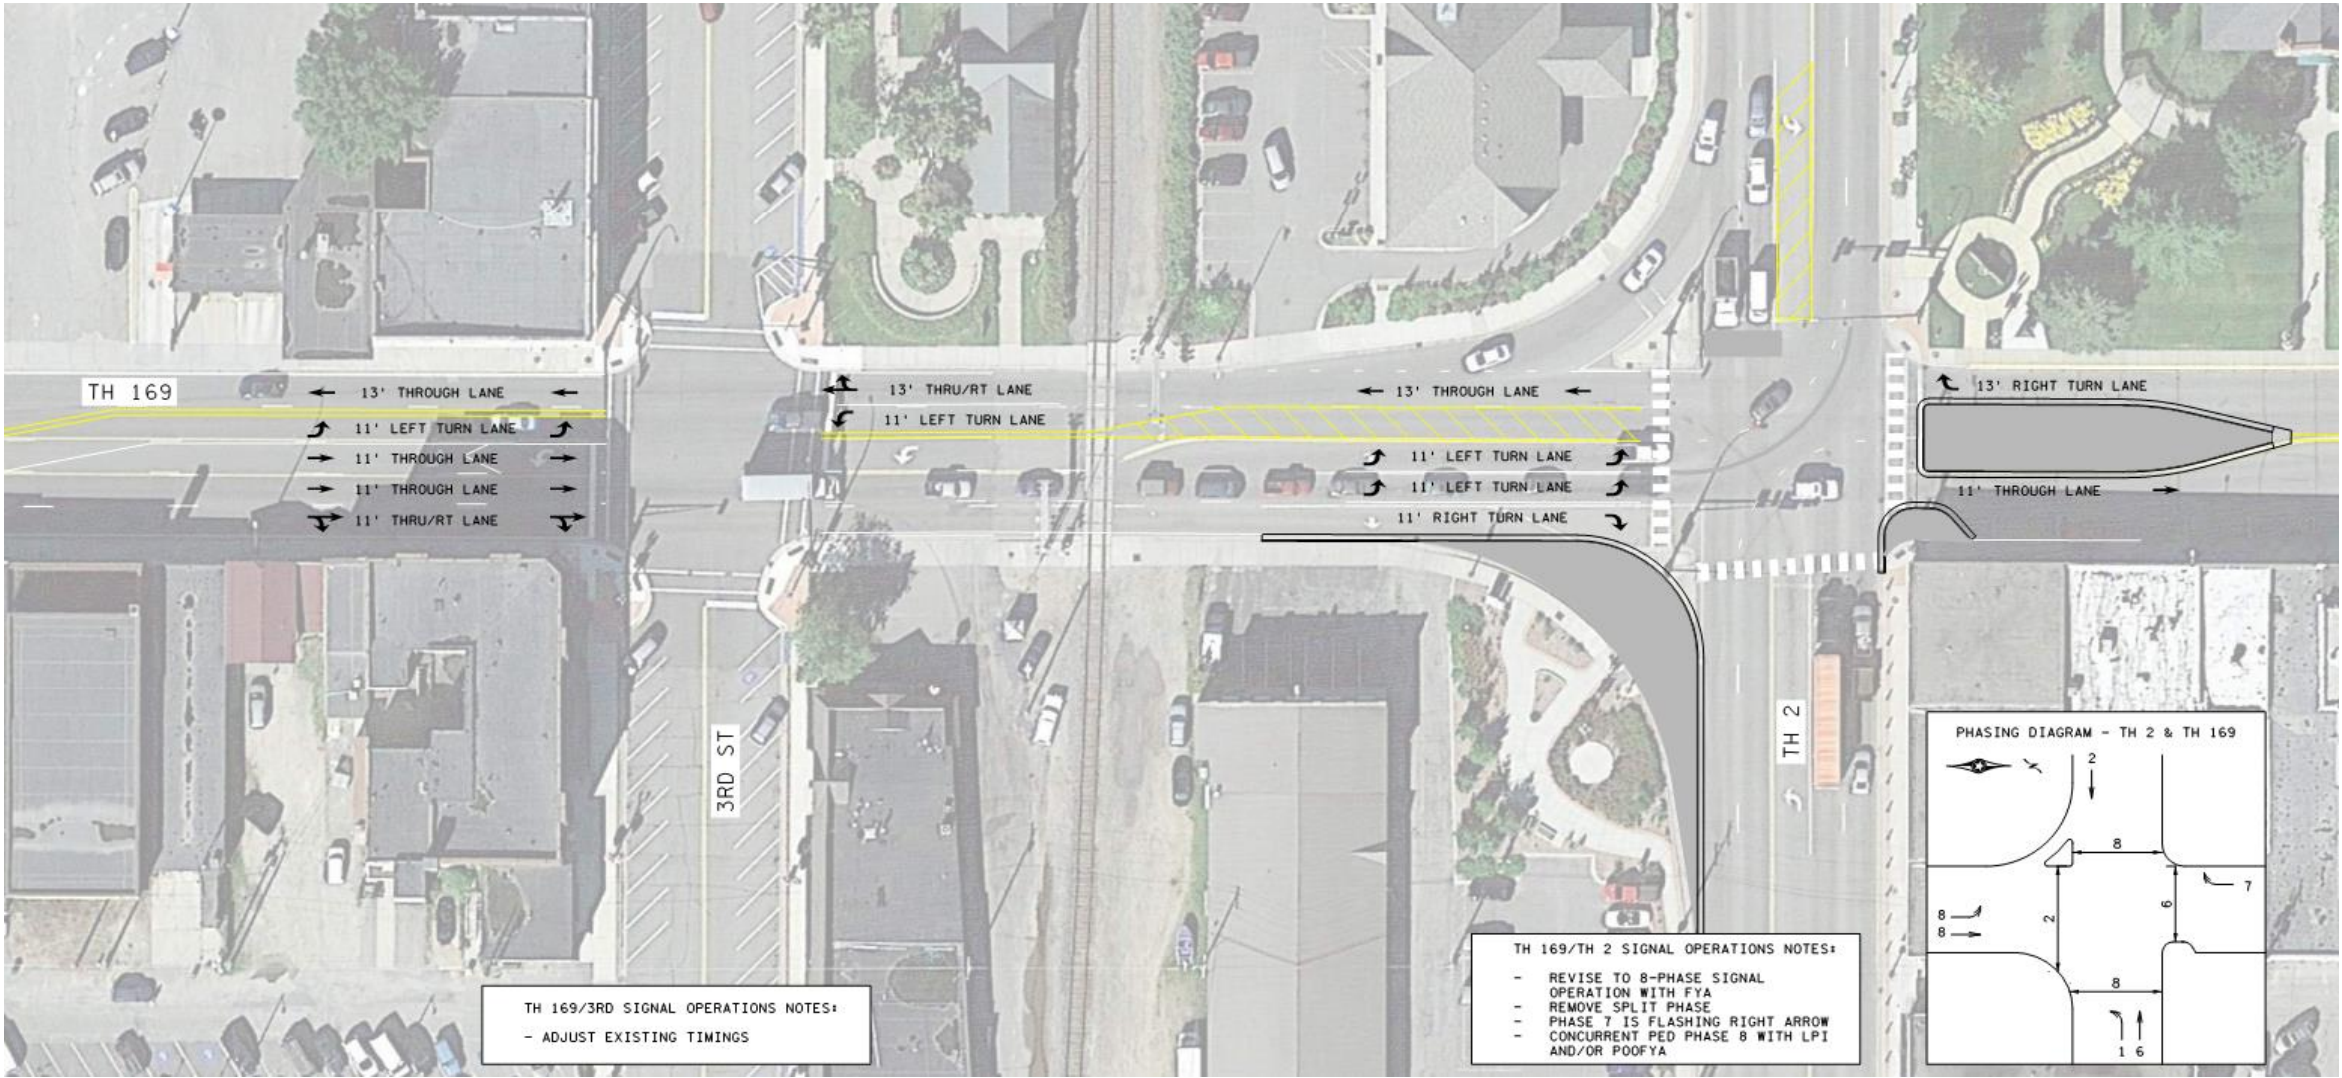 TH 169
← 13' THROUGH LANE ←
11' LEFT TURN LANE
→ 11' THROUGH LANE →
→ 11' THROUGH LANE →
11' THRU/RT LANE
13' THRU/RT LANE
11' LEFT TURN LANE
← 13' THROUGH LANE ←
11' LEFT TURN LANE
11' LEFT TURN LANE
11' RIGHT TURN LANE
13' RIGHT TURN LANE
11' THROUGH LANE →
3RD ST
TH 2
TH 169/3RD SIGNAL OPERATIONS NOTES:
- ADJUST EXISTING TIMINGS
TH 169/TH 2 SIGNAL OPERATIONS NOTES:
- REVISE TO 8-PHASE SIGNAL
OPERATION WITH FYA
- REMOVE SPLIT PHASE
- PHASE 7 IS FLASHING RIGHT ARROW
- CONCURRENT PED PHASE 8 WITH LPI
AND/OR POOFYA
PHASING DIAGRAM - TH 2 & TH 169
2
8
7
8
8
2
6
8
1 6